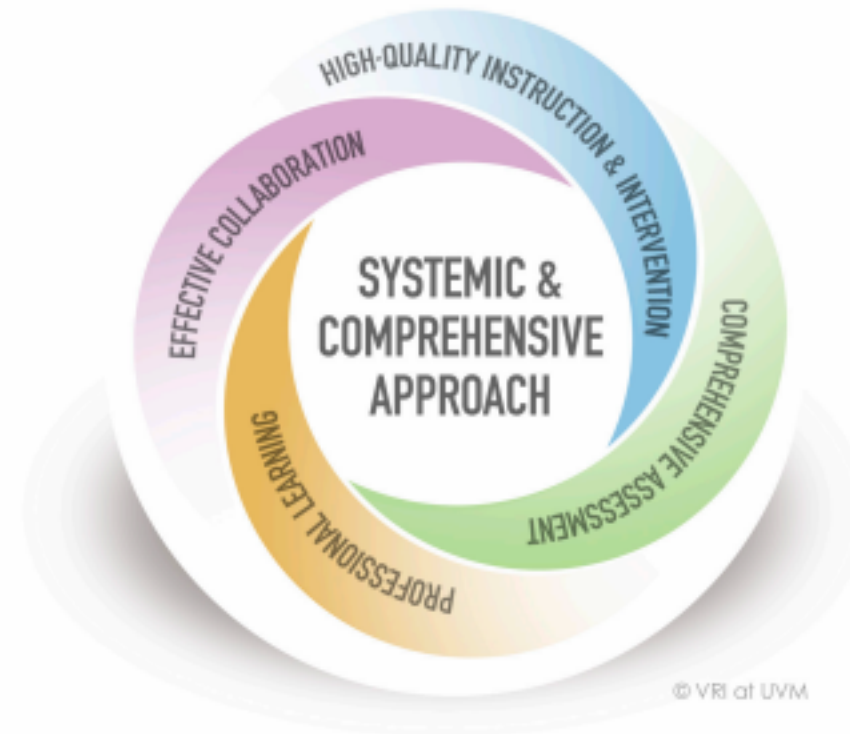 HIGH-QUALITY INSTRUCTION & INTERVENTION
COMPREHENSIVE ASSESSMENT
PROFESSIONAL LEARNING
EFFECTIVE COLLABORATION
SYSTEMIC &
COMPREHENSIVE
APPROACH
© VRI at UVM